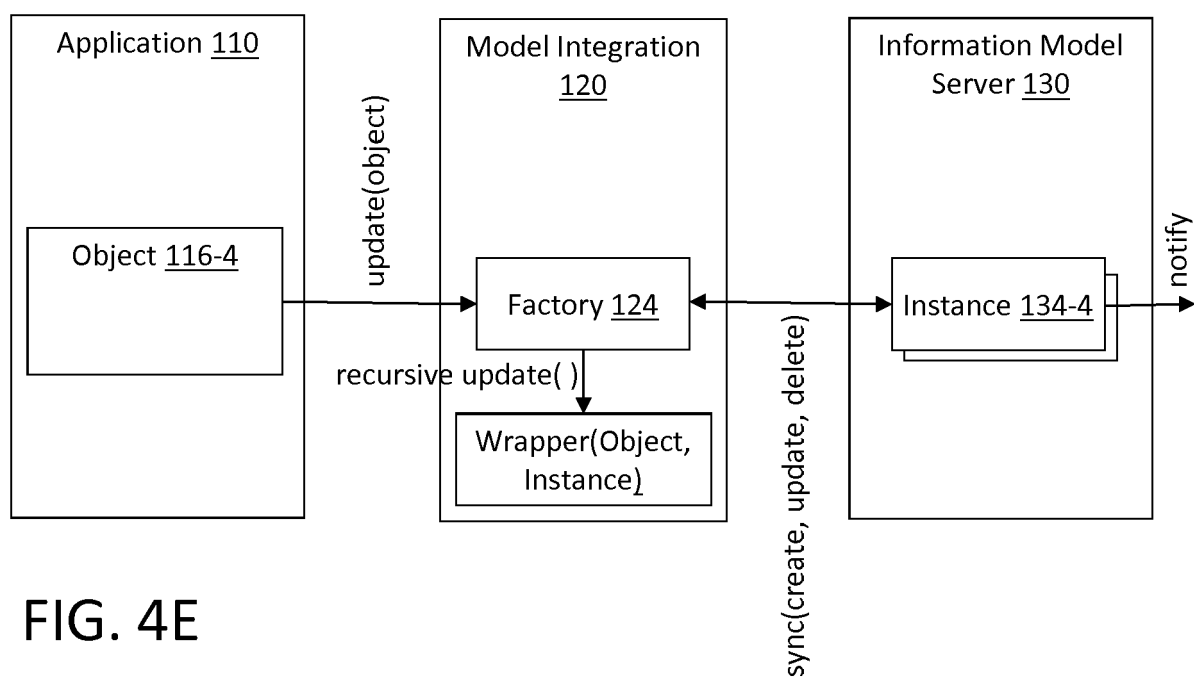 Application 110
Model Integration
120
Information Model
Server 130
update(object)
notify
Object 116-4
Factory 124
Instance 134-4
recursive update( )
sync(create, update, delete)
Wrapper(Object,
Instance)
FIG. 4E